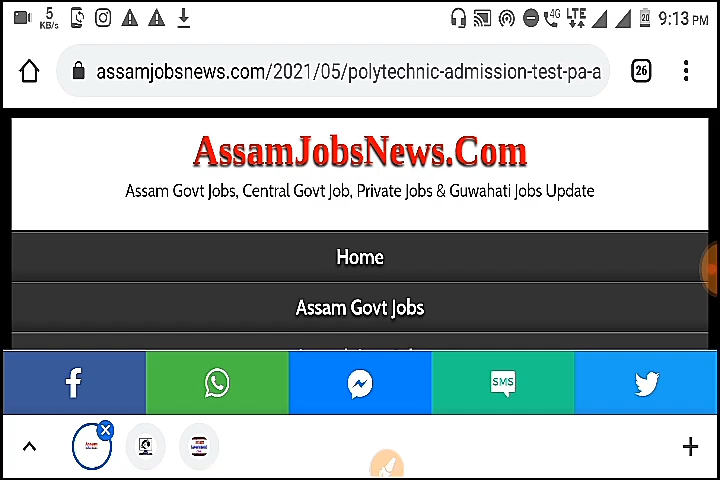 5
KB/s
4G
LTE
20
9:13 PM
assamjobsnews.com/2021/05/polytechnic-admission-test-pa-a
26
AssamJobsNews.Com
Assam Govt Jobs, Central Govt Job, Private Jobs & Guwahati Jobs Update
Home
Assam Govt Jobs
SMS